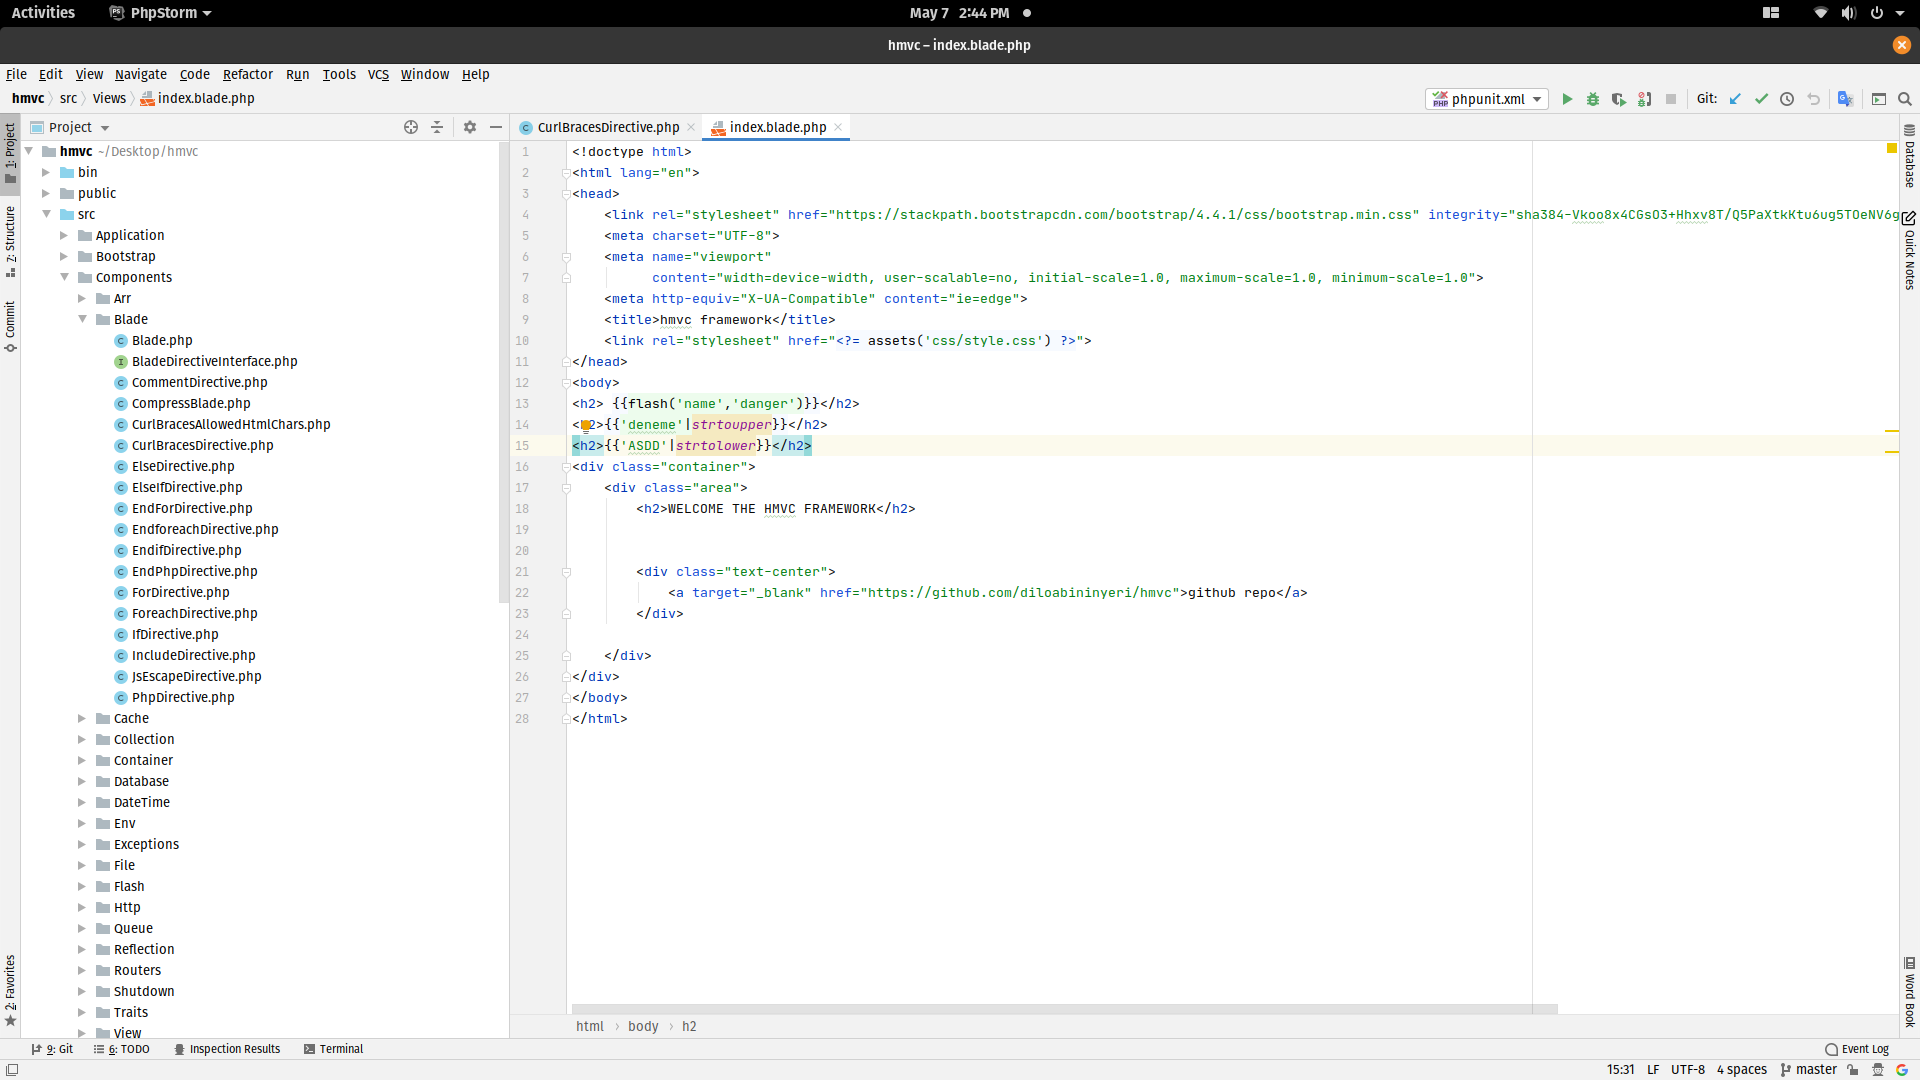 Activities PhpStorm May 7 2:44 PM
hmvc – index.blade.php
File Edit View Navigate Code Refactor Run Tools VCS Window Help
hmvc src Views index.blade.php phpunit.xml Git:
Project CurlBracesDirective.php index.blade.php
1: Project
7: Structure
Commit
2: Favorites
hmvc ~/Desktop/hmvc
bin
public
src
Application
Bootstrap
Components
Arr
Blade
Blade.php
BladeDirectiveInterface.php
CommentDirective.php
CompressBlade.php
CurlBracesAllowedHtmlChars.php
CurlBracesDirective.php
ElseDirective.php
ElseIfDirective.php
EndForDirective.php
EndforeachDirective.php
EndifDirective.php
EndPhpDirective.php
ForDirective.php
ForeachDirective.php
IfDirective.php
IncludeDirective.php
JsEscapeDirective.php
PhpDirective.php
Cache
Collection
Container
Database
DateTime
Env
Exceptions
File
Flash
Http
Queue
Reflection
Routers
Shutdown
Traits
View
1 <!doctype html>
2 <html lang="en">
3 <head>
4 <link rel="stylesheet" href="https://stackpath.bootstrapcdn.com/bootstrap/4.4.1/css/bootstrap.min.css" integrity="sha384-Vkoo8x4CGsO3+Hhxv8T/Q5PaXtkKtu6ug5TOeNV6g
5 <meta charset="UTF-8">
6 <meta name="viewport"
7 content="width=device-width, user-scalable=no, initial-scale=1.0, maximum-scale=1.0, minimum-scale=1.0">
8 <meta http-equiv="X-UA-Compatible" content="ie=edge">
9 <title>hmvc framework</title>
10 <link rel="stylesheet" href="<?= assets('css/style.css') ?>">
11 </head>
12 <body>
13 <h2> {{flash('name','danger')}}</h2>
14 <h2>{{'deneme'|strtoupper}}</h2>
15 <h2>{{'ASDD'|strtolower}}</h2>
16 <div class="container">
17 <div class="area">
18 <h2>WELCOME THE HMVC FRAMEWORK</h2>
19
20
21 <div class="text-center">
22 <a target="_blank" href="https://github.com/diloabininyeri/hmvc">github repo</a>
23 </div>
24
25 </div>
26 </div>
27 </body>
28 </html>
Database
Quick Notes
Word Book
html › body › h2
9: Git 6: TODO Inspection Results Terminal Event Log
15:31 LF UTF-8 4 spaces master